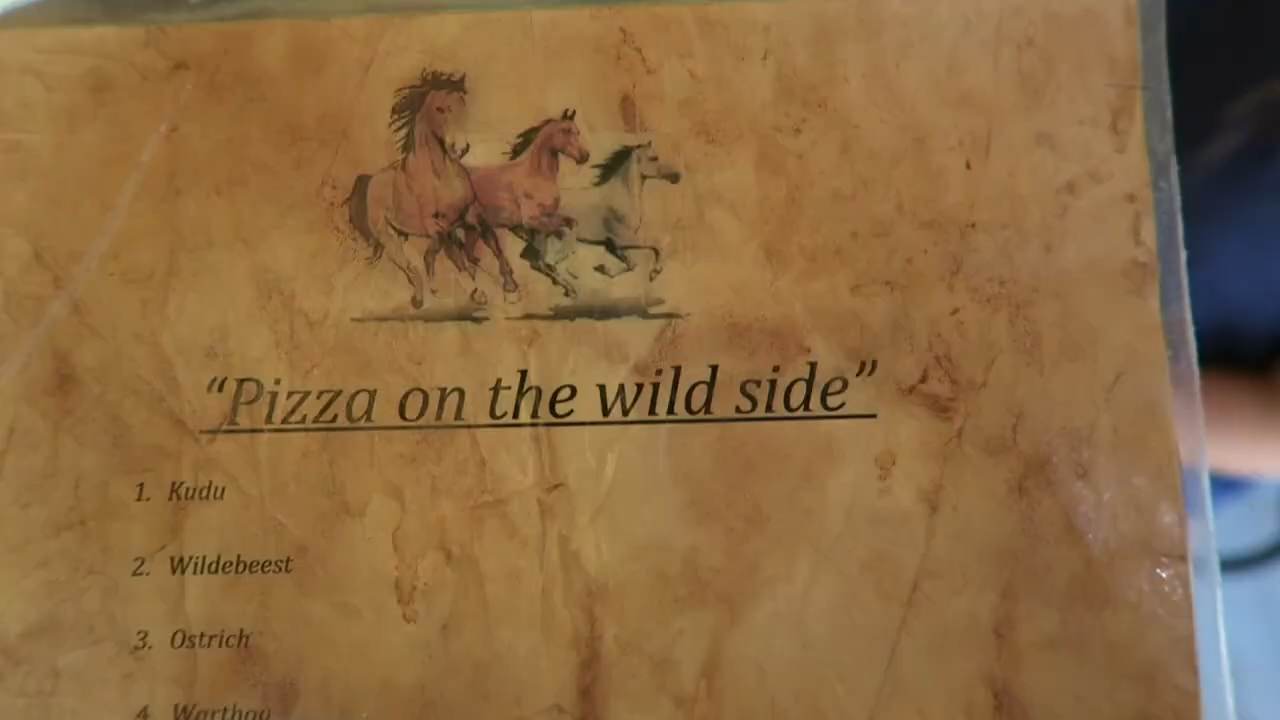 “Pizza on the wild side”
1. Kudu
2. Wildebeest
3. Ostrich
4. Warthog